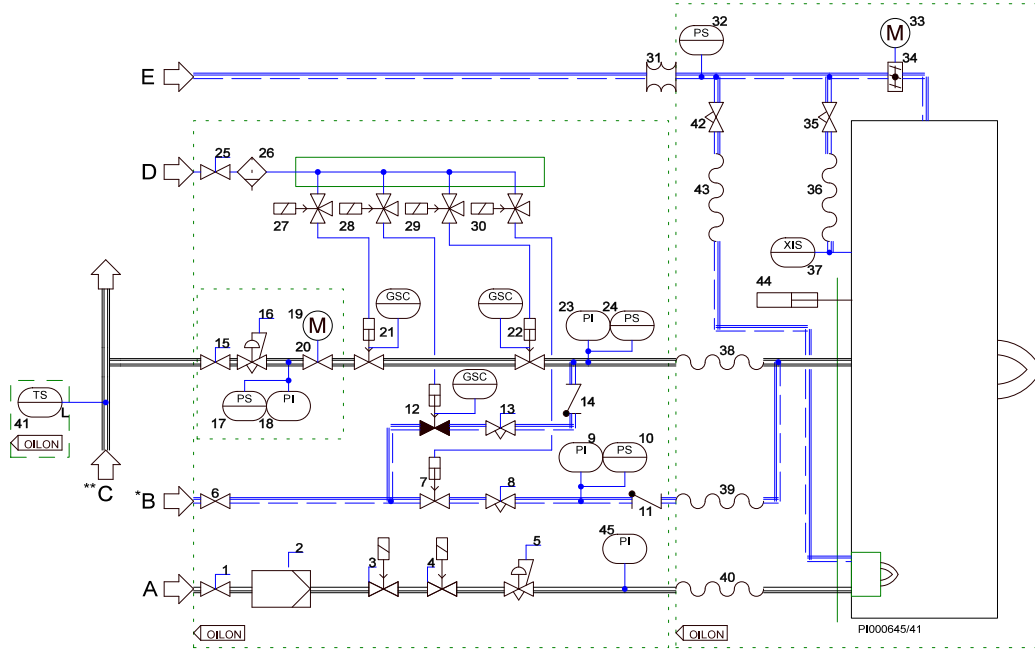 33
32
M
PS
34
31
E
42
35
25
26
D
43
36
27
28
29
30
XIS
37
GSC
GSC
44
16
19
M
23
24
PI
PS
15
20
21
22
38
TS
L
41
PS
PI
17
18
GSC
12
13
14
OILON
9
10
PI
PS
**C
*B
6
7
8
11
39
45
PI
1
2
3
4
5
A
40
OILON
OILON
PI000645/41